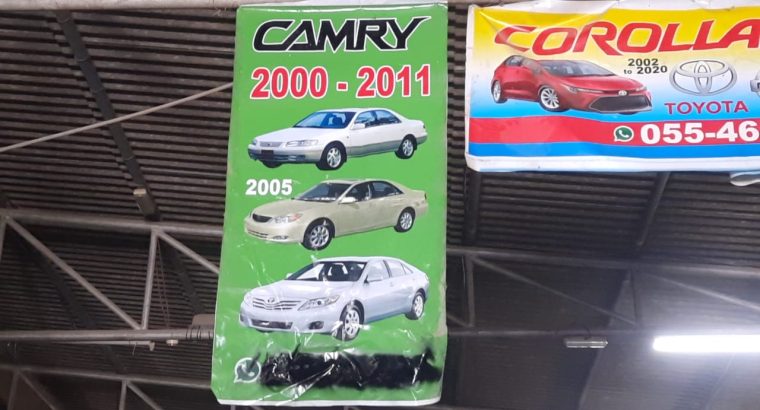 CAMRY
2000 - 2011
2005
COROLLA
2002
to 2020
TOYOTA
055-46